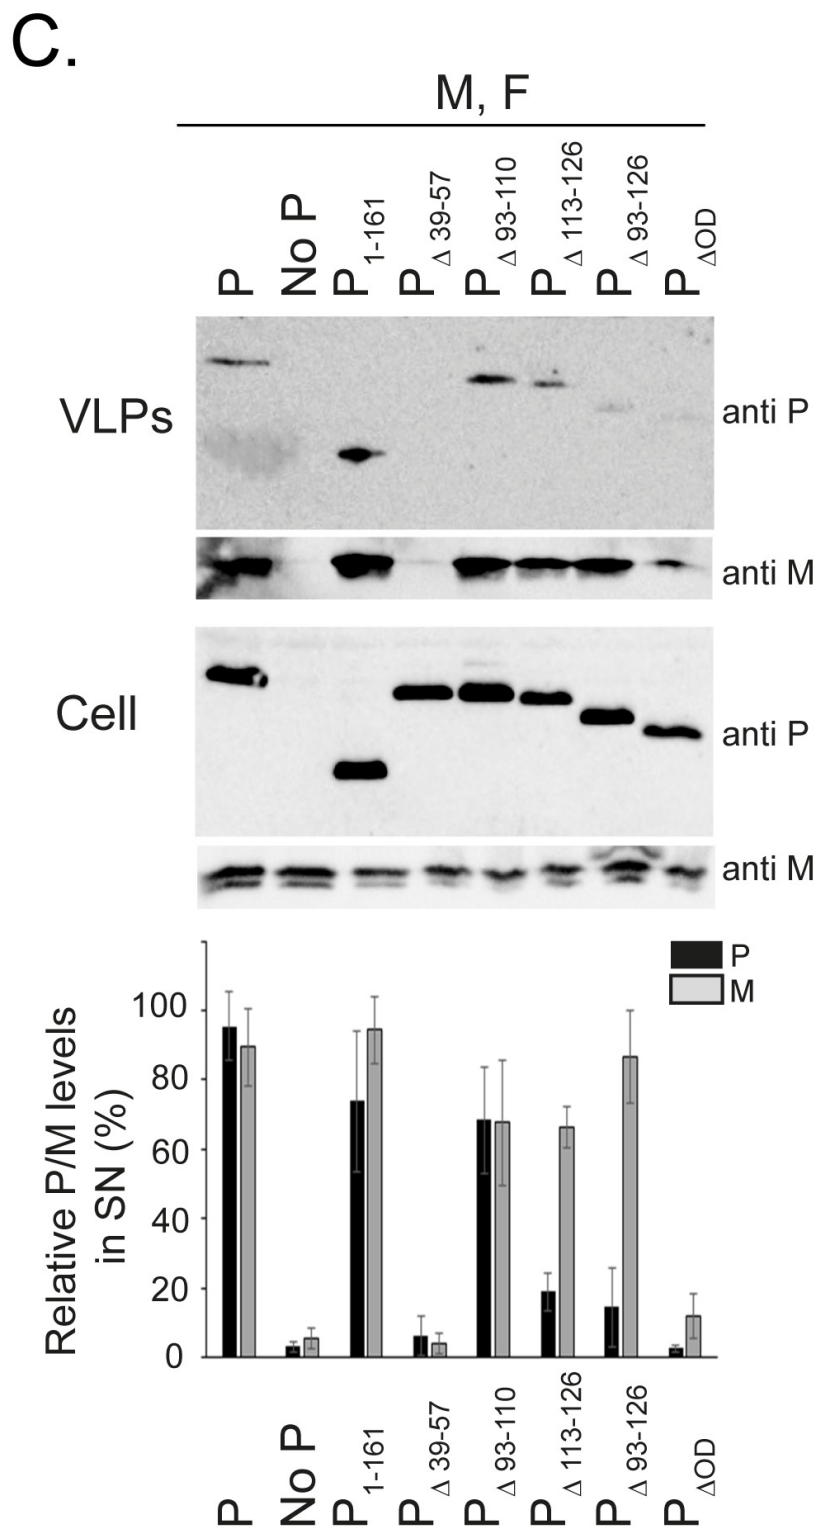 C.
M, F
P
No P
P 1-161
P Δ 39-57
P Δ 93-110
P Δ 113-126
P Δ 93-126
P ΔOD
VLPs
anti P
anti M
Cell
anti P
anti M
P
M
Relative P/M levels
in SN (%)
100
80
60
40
20
0
P
No P
P 1-161
P Δ 39-57
P Δ 93-110
P Δ 113-126
P Δ 93-126
P ΔOD